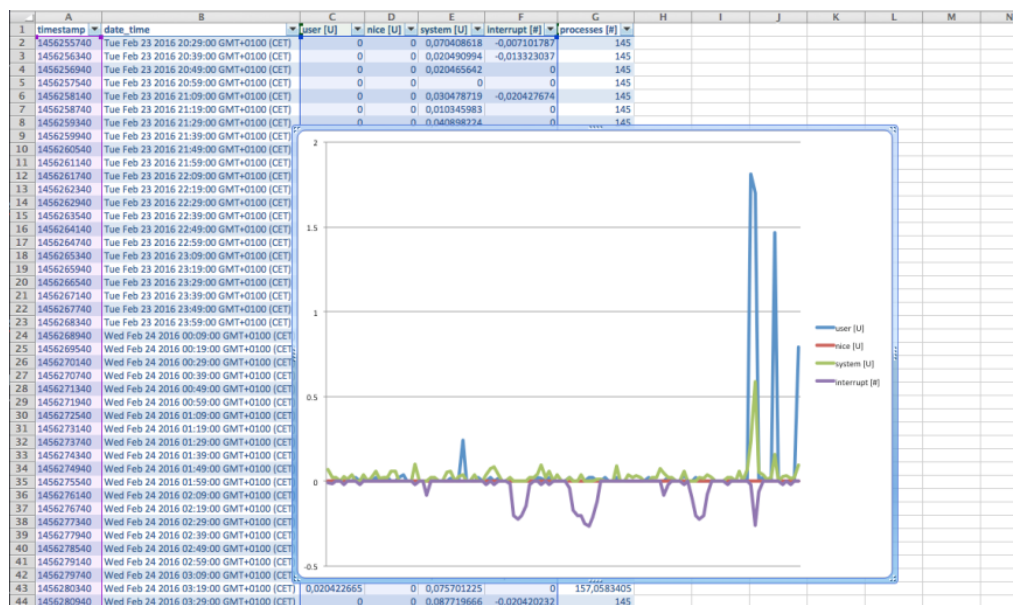 A B C D E F G H I J K L M N
1 timestamp date_time user [U] nice [U] system [U] interrupt [#] processes [#]
2 1456255740 Tue Feb 23 2016 20:29:00 GMT+0100 (CET) 0 0 0,070408618 -0,007101787 145
3 1456256340 Tue Feb 23 2016 20:39:00 GMT+0100 (CET) 0 0 0,020490994 -0,013323037 145
4 1456256940 Tue Feb 23 2016 20:49:00 GMT+0100 (CET) 0 0 0,020465642 0 145
5 1456257540 Tue Feb 23 2016 20:59:00 GMT+0100 (CET) 0 0 0 0 145
6 1456258140 Tue Feb 23 2016 21:09:00 GMT+0100 (CET) 0 0 0,030478719 -0,020427674 145
7 1456258740 Tue Feb 23 2016 21:19:00 GMT+0100 (CET) 0 0 0,010345983 0 145
8 1456259340 Tue Feb 23 2016 21:29:00 GMT+0100 (CET) 0 0 0,040898224 0 145
9 1456259940 Tue Feb 23 2016 21:39:00 GMT+0100 (CET)
10 1456260540 Tue Feb 23 2016 21:49:00 GMT+0100 (CET)
11 1456261140 Tue Feb 23 2016 21:59:00 GMT+0100 (CET)
12 1456261740 Tue Feb 23 2016 22:09:00 GMT+0100 (CET)
13 1456262340 Tue Feb 23 2016 22:19:00 GMT+0100 (CET)
14 1456262940 Tue Feb 23 2016 22:29:00 GMT+0100 (CET)
15 1456263540 Tue Feb 23 2016 22:39:00 GMT+0100 (CET)
16 1456264140 Tue Feb 23 2016 22:49:00 GMT+0100 (CET)
17 1456264740 Tue Feb 23 2016 22:59:00 GMT+0100 (CET)
18 1456265340 Tue Feb 23 2016 23:09:00 GMT+0100 (CET)
19 1456265940 Tue Feb 23 2016 23:19:00 GMT+0100 (CET)
20 1456266540 Tue Feb 23 2016 23:29:00 GMT+0100 (CET)
21 1456267140 Tue Feb 23 2016 23:39:00 GMT+0100 (CET)
22 1456267740 Tue Feb 23 2016 23:49:00 GMT+0100 (CET)
23 1456268340 Tue Feb 23 2016 23:59:00 GMT+0100 (CET)
24 1456268940 Wed Feb 24 2016 00:09:00 GMT+0100 (CET
25 1456269540 Wed Feb 24 2016 00:19:00 GMT+0100 (CET
26 1456270140 Wed Feb 24 2016 00:29:00 GMT+0100 (CET
27 1456270740 Wed Feb 24 2016 00:39:00 GMT+0100 (CET
28 1456271340 Wed Feb 24 2016 00:49:00 GMT+0100 (CET
29 1456271940 Wed Feb 24 2016 00:59:00 GMT+0100 (CET
30 1456272540 Wed Feb 24 2016 01:09:00 GMT+0100 (CET
31 1456273140 Wed Feb 24 2016 01:19:00 GMT+0100 (CET
32 1456273740 Wed Feb 24 2016 01:29:00 GMT+0100 (CET
33 1456274340 Wed Feb 24 2016 01:39:00 GMT+0100 (CET
34 1456274940 Wed Feb 24 2016 01:49:00 GMT+0100 (CET
35 1456275540 Wed Feb 24 2016 01:59:00 GMT+0100 (CET
36 1456276140 Wed Feb 24 2016 02:09:00 GMT+0100 (CET
37 1456276740 Wed Feb 24 2016 02:19:00 GMT+0100 (CET
38 1456277340 Wed Feb 24 2016 02:29:00 GMT+0100 (CET
39 1456277940 Wed Feb 24 2016 02:39:00 GMT+0100 (CET
40 1456278540 Wed Feb 24 2016 02:49:00 GMT+0100 (CET
41 1456279140 Wed Feb 24 2016 02:59:00 GMT+0100 (CET
42 1456279740 Wed Feb 24 2016 03:09:00 GMT+0100 (CET
43 1456280340 Wed Feb 24 2016 03:19:00 GMT+0100 (CET) 0,020422665 0 0,075701225 0 157,0583405
44 1456280940 Wed Feb 24 2016 03:29:00 GMT+0100 (CET) 0 0 0,087719666 -0,020420232 145
2
1.5
1
0.5
0
-0.5
user [U]
nice [U]
system [U]
interrupt [#]